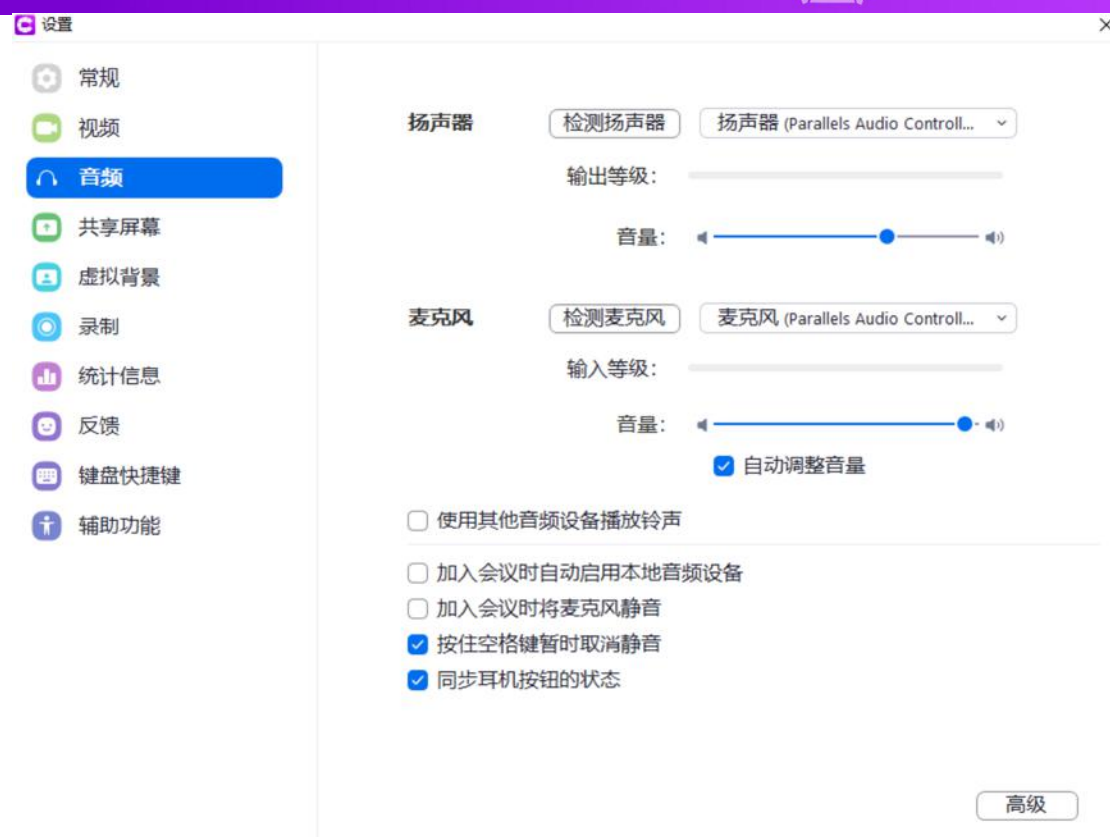 设置
常规
视频
音频
共享屏幕
虚拟背景
录制
统计信息
反馈
键盘快捷键
辅助功能
扬声器 检测扬声器 扬声器 (Parallels Audio Controll...
输出等级：
音量：
麦克风 检测麦克风 麦克风 (Parallels Audio Controll...
输入等级：
音量：
自动调整音量
使用其他音频设备播放铃声
加入会议时自动启用本地音频设备
加入会议时将麦克风静音
按住空格键暂时取消静音
同步耳机按钮的状态
高级